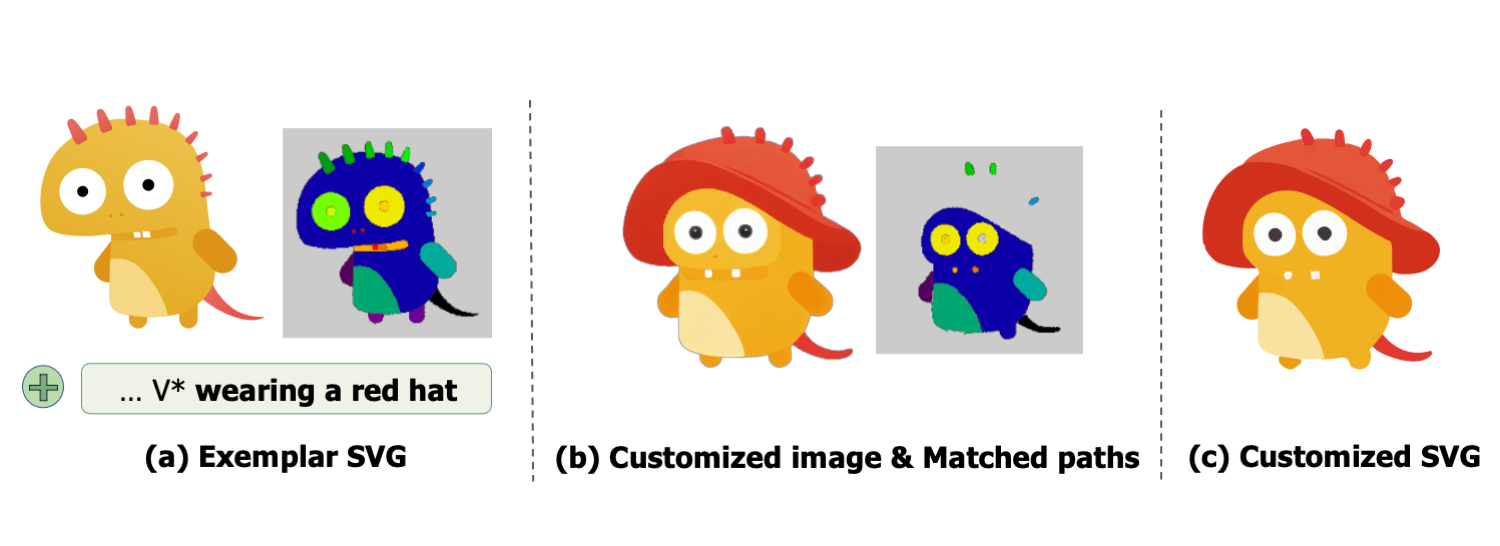 ... V* wearing a red hat
(a) Exemplar SVG
(b) Customized image & Matched paths
(c) Customized SVG